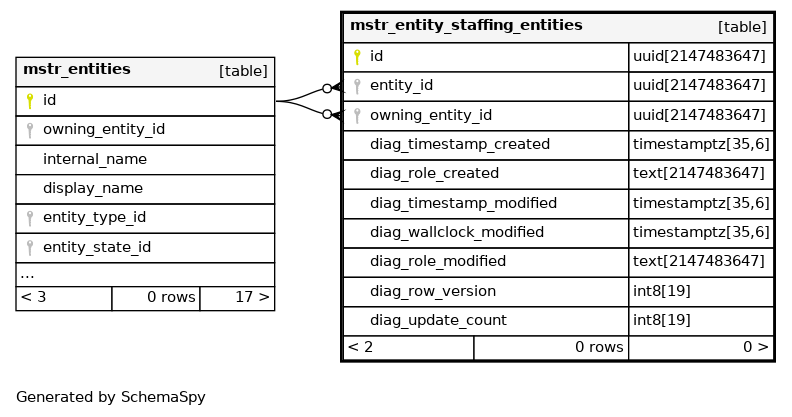 mstr_entities [table]
id
owning_entity_id
internal_name
display_name
entity_type_id
entity_state_id
...
< 3 0 rows 17 >
mstr_entity_staffing_entities [table]
id uuid[2147483647]
entity_id uuid[2147483647]
owning_entity_id uuid[2147483647]
diag_timestamp_created timestamptz[35,6]
diag_role_created text[2147483647]
diag_timestamp_modified timestamptz[35,6]
diag_wallclock_modified timestamptz[35,6]
diag_role_modified text[2147483647]
diag_row_version int8[19]
diag_update_count int8[19]
< 2 0 rows 0 >
Generated by SchemaSpy